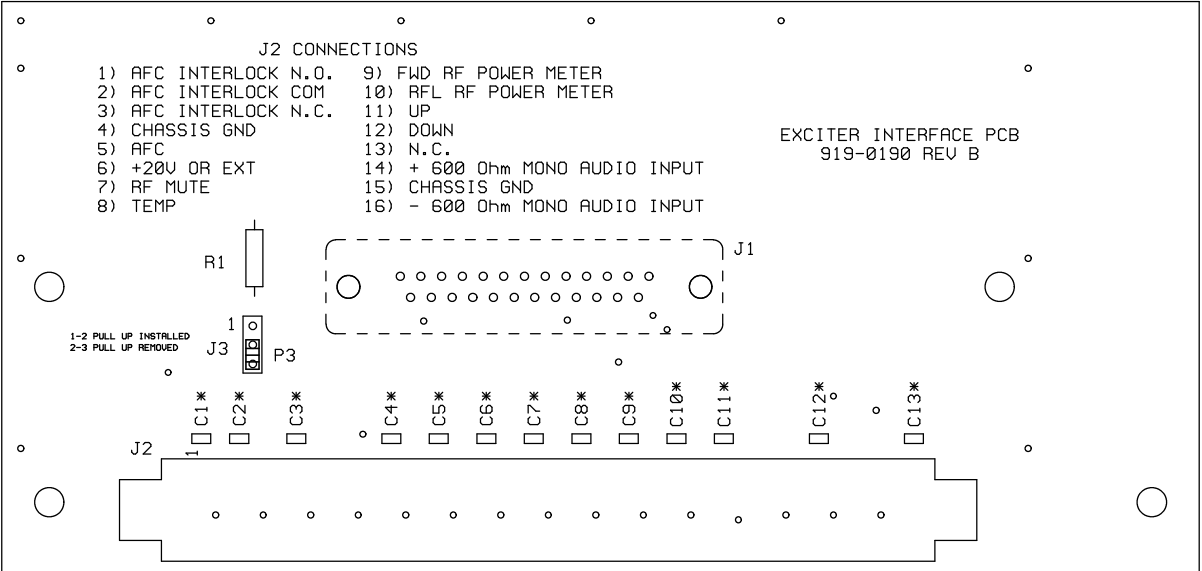 J2 CONNECTIONS
1) AFC INTERLOCK N.O.
2) AFC INTERLOCK COM
3) AFC INTERLOCK N.C.
4) CHASSIS GND
5) AFC
6) +20V OR EXT
7) RF MUTE
8) TEMP
9) FWD RF POWER METER
10) RFL RF POWER METER
11) UP
12) DOWN
13) N.C.
14) + 600 Ohm MONO AUDIO INPUT
15) CHASSIS GND
16) - 600 Ohm MONO AUDIO INPUT
EXCITER INTERFACE PCB
919-0190 REV B
R1
J1
1
1-2 PULL UP INSTALLED
2-3 PULL UP REMOVED
J3
P3
C1*
C2*
C3*
C4*
C5*
C6*
C7*
C8*
C9*
C10*
C11*
C12*
C13*
J2
1